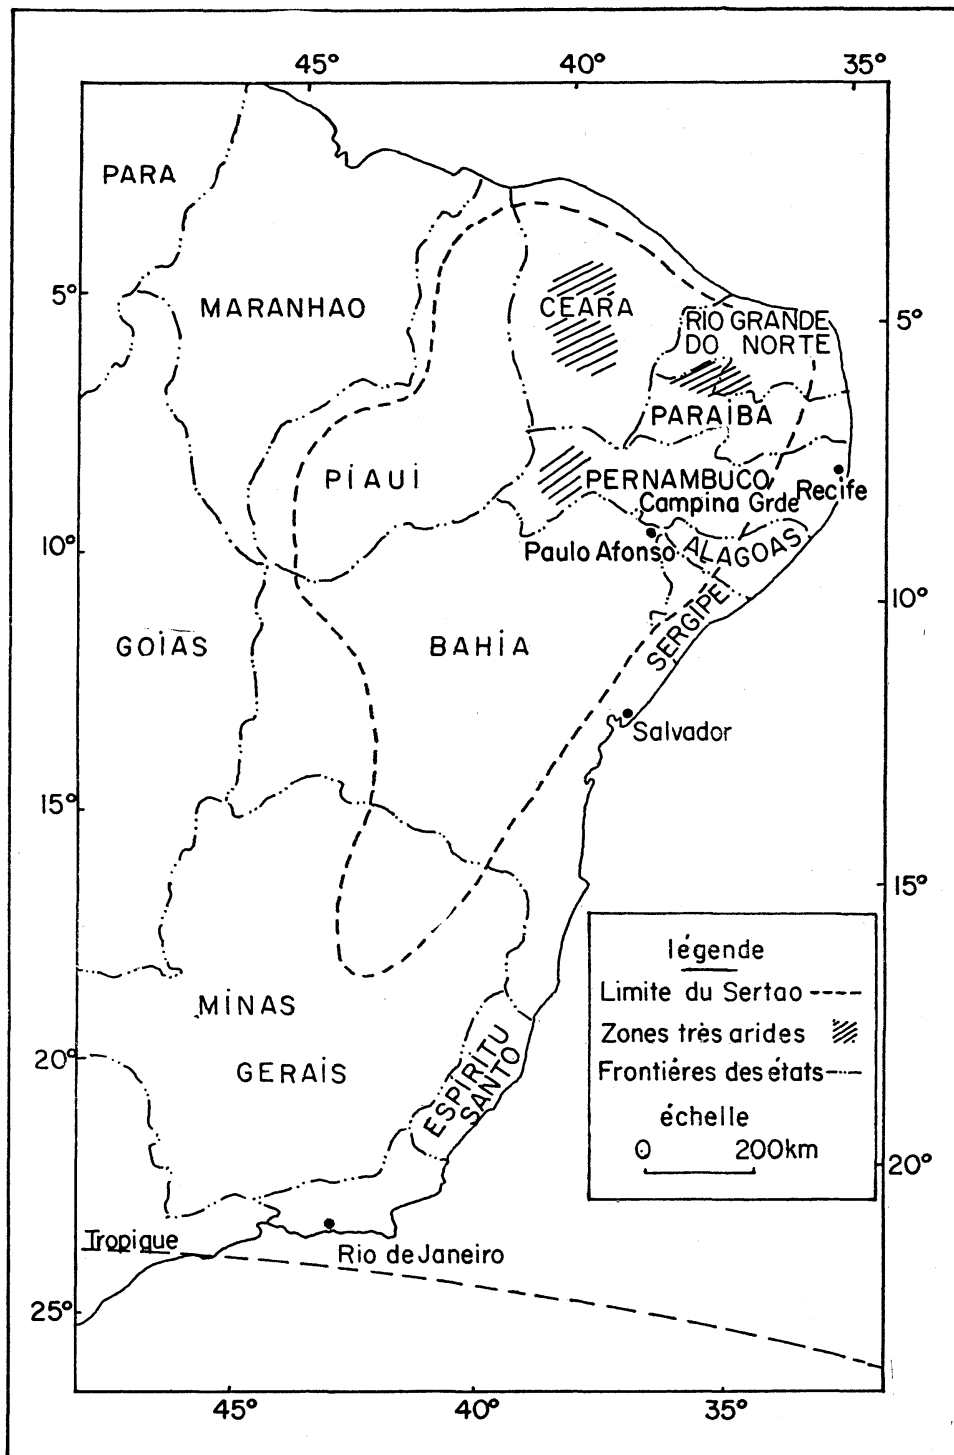 45° 40° 35°
PARA
5°
MARANHAO
CEARA
RIO GRANDE
DO NORTE
5°
PARAIBA
PIAUI
PERNAMBUCO
Campina Grde
Recife
10°
Paulo Afonso
ALAGOAS
10°
SERGIPE
GOIAS
BAHIA
Salvador
15°
15°
MINAS
GERAIS
20°
ESPIRITU
SANTO
légende
Limite du Sertao
Zones très arides
Frontiéres des états
échelle
0 200km
20°
Tropique
Rio de Janeiro
25°
45° 40° 35°